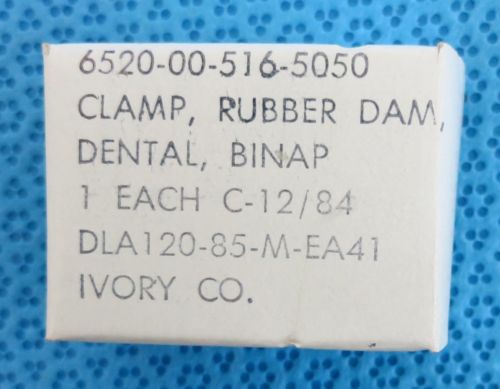 6520-00-516-5050
CLAMP, RUBBER DAM,
DENTAL, BINAP
1 EACH C-12/84
DLA120-85-M-EA41
IVORY CO.